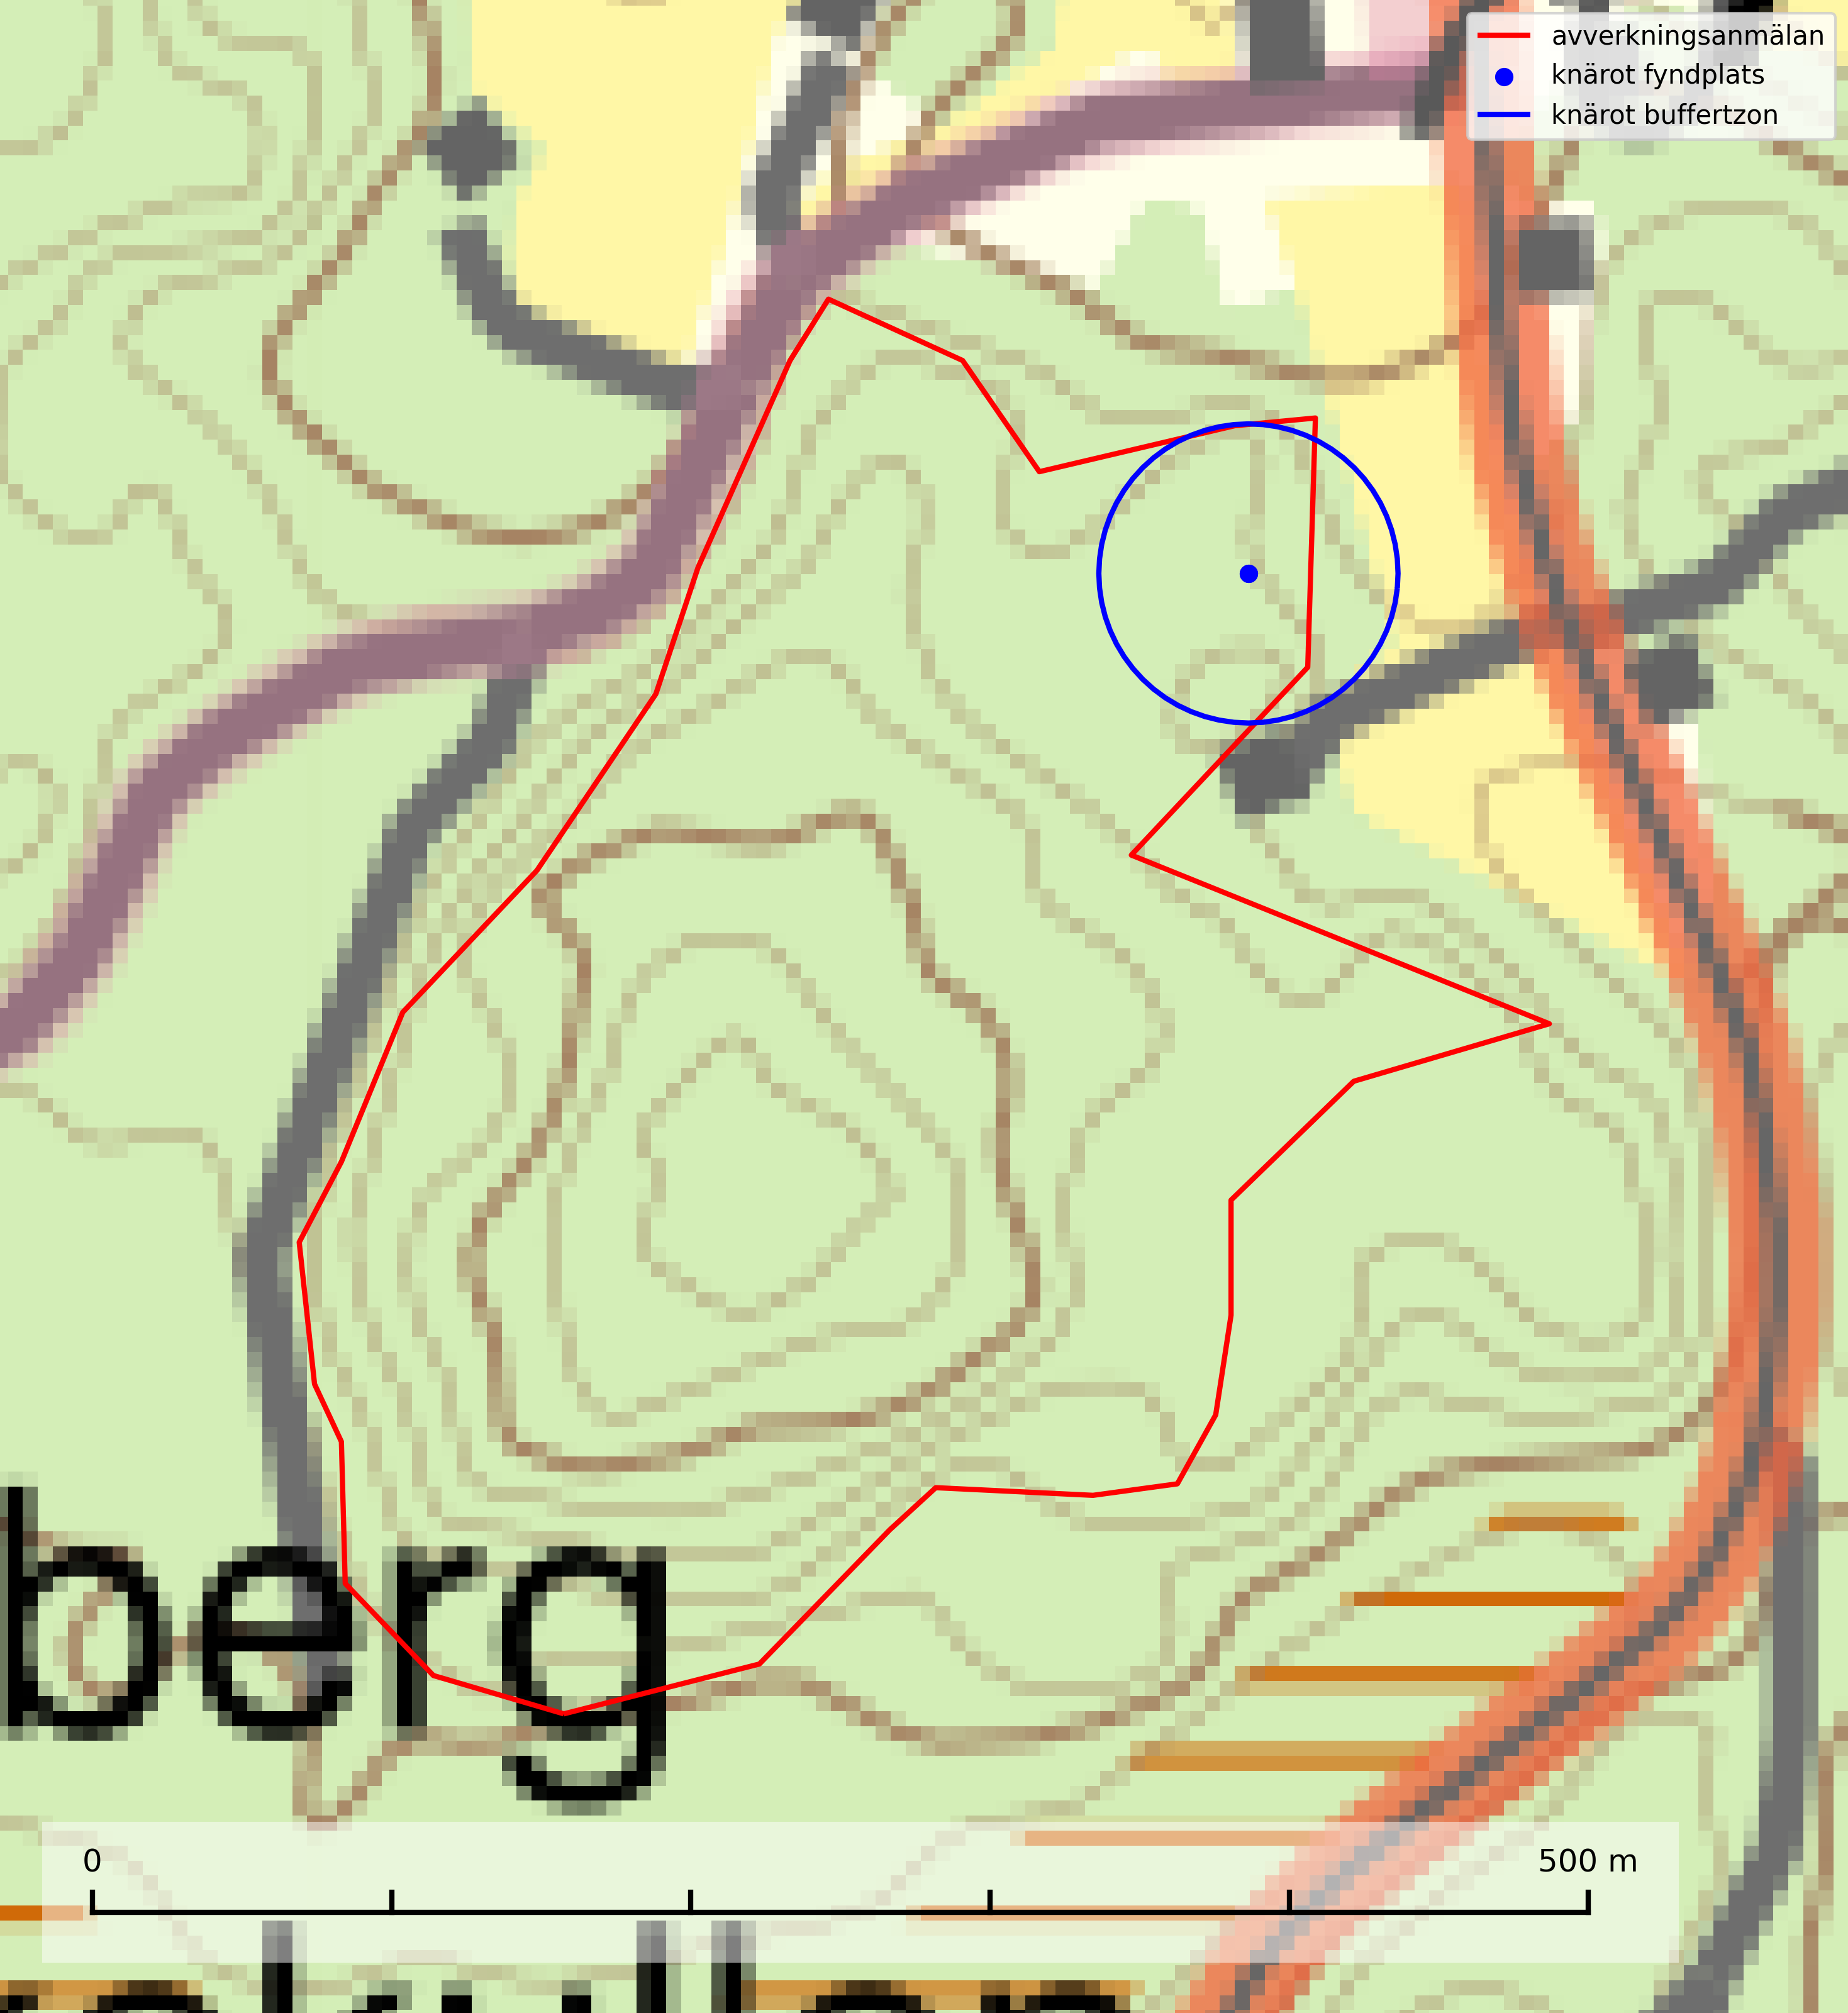 avverkningsanmälan
knärot fyndplats
knärot buffertzon
berg
0 500 m